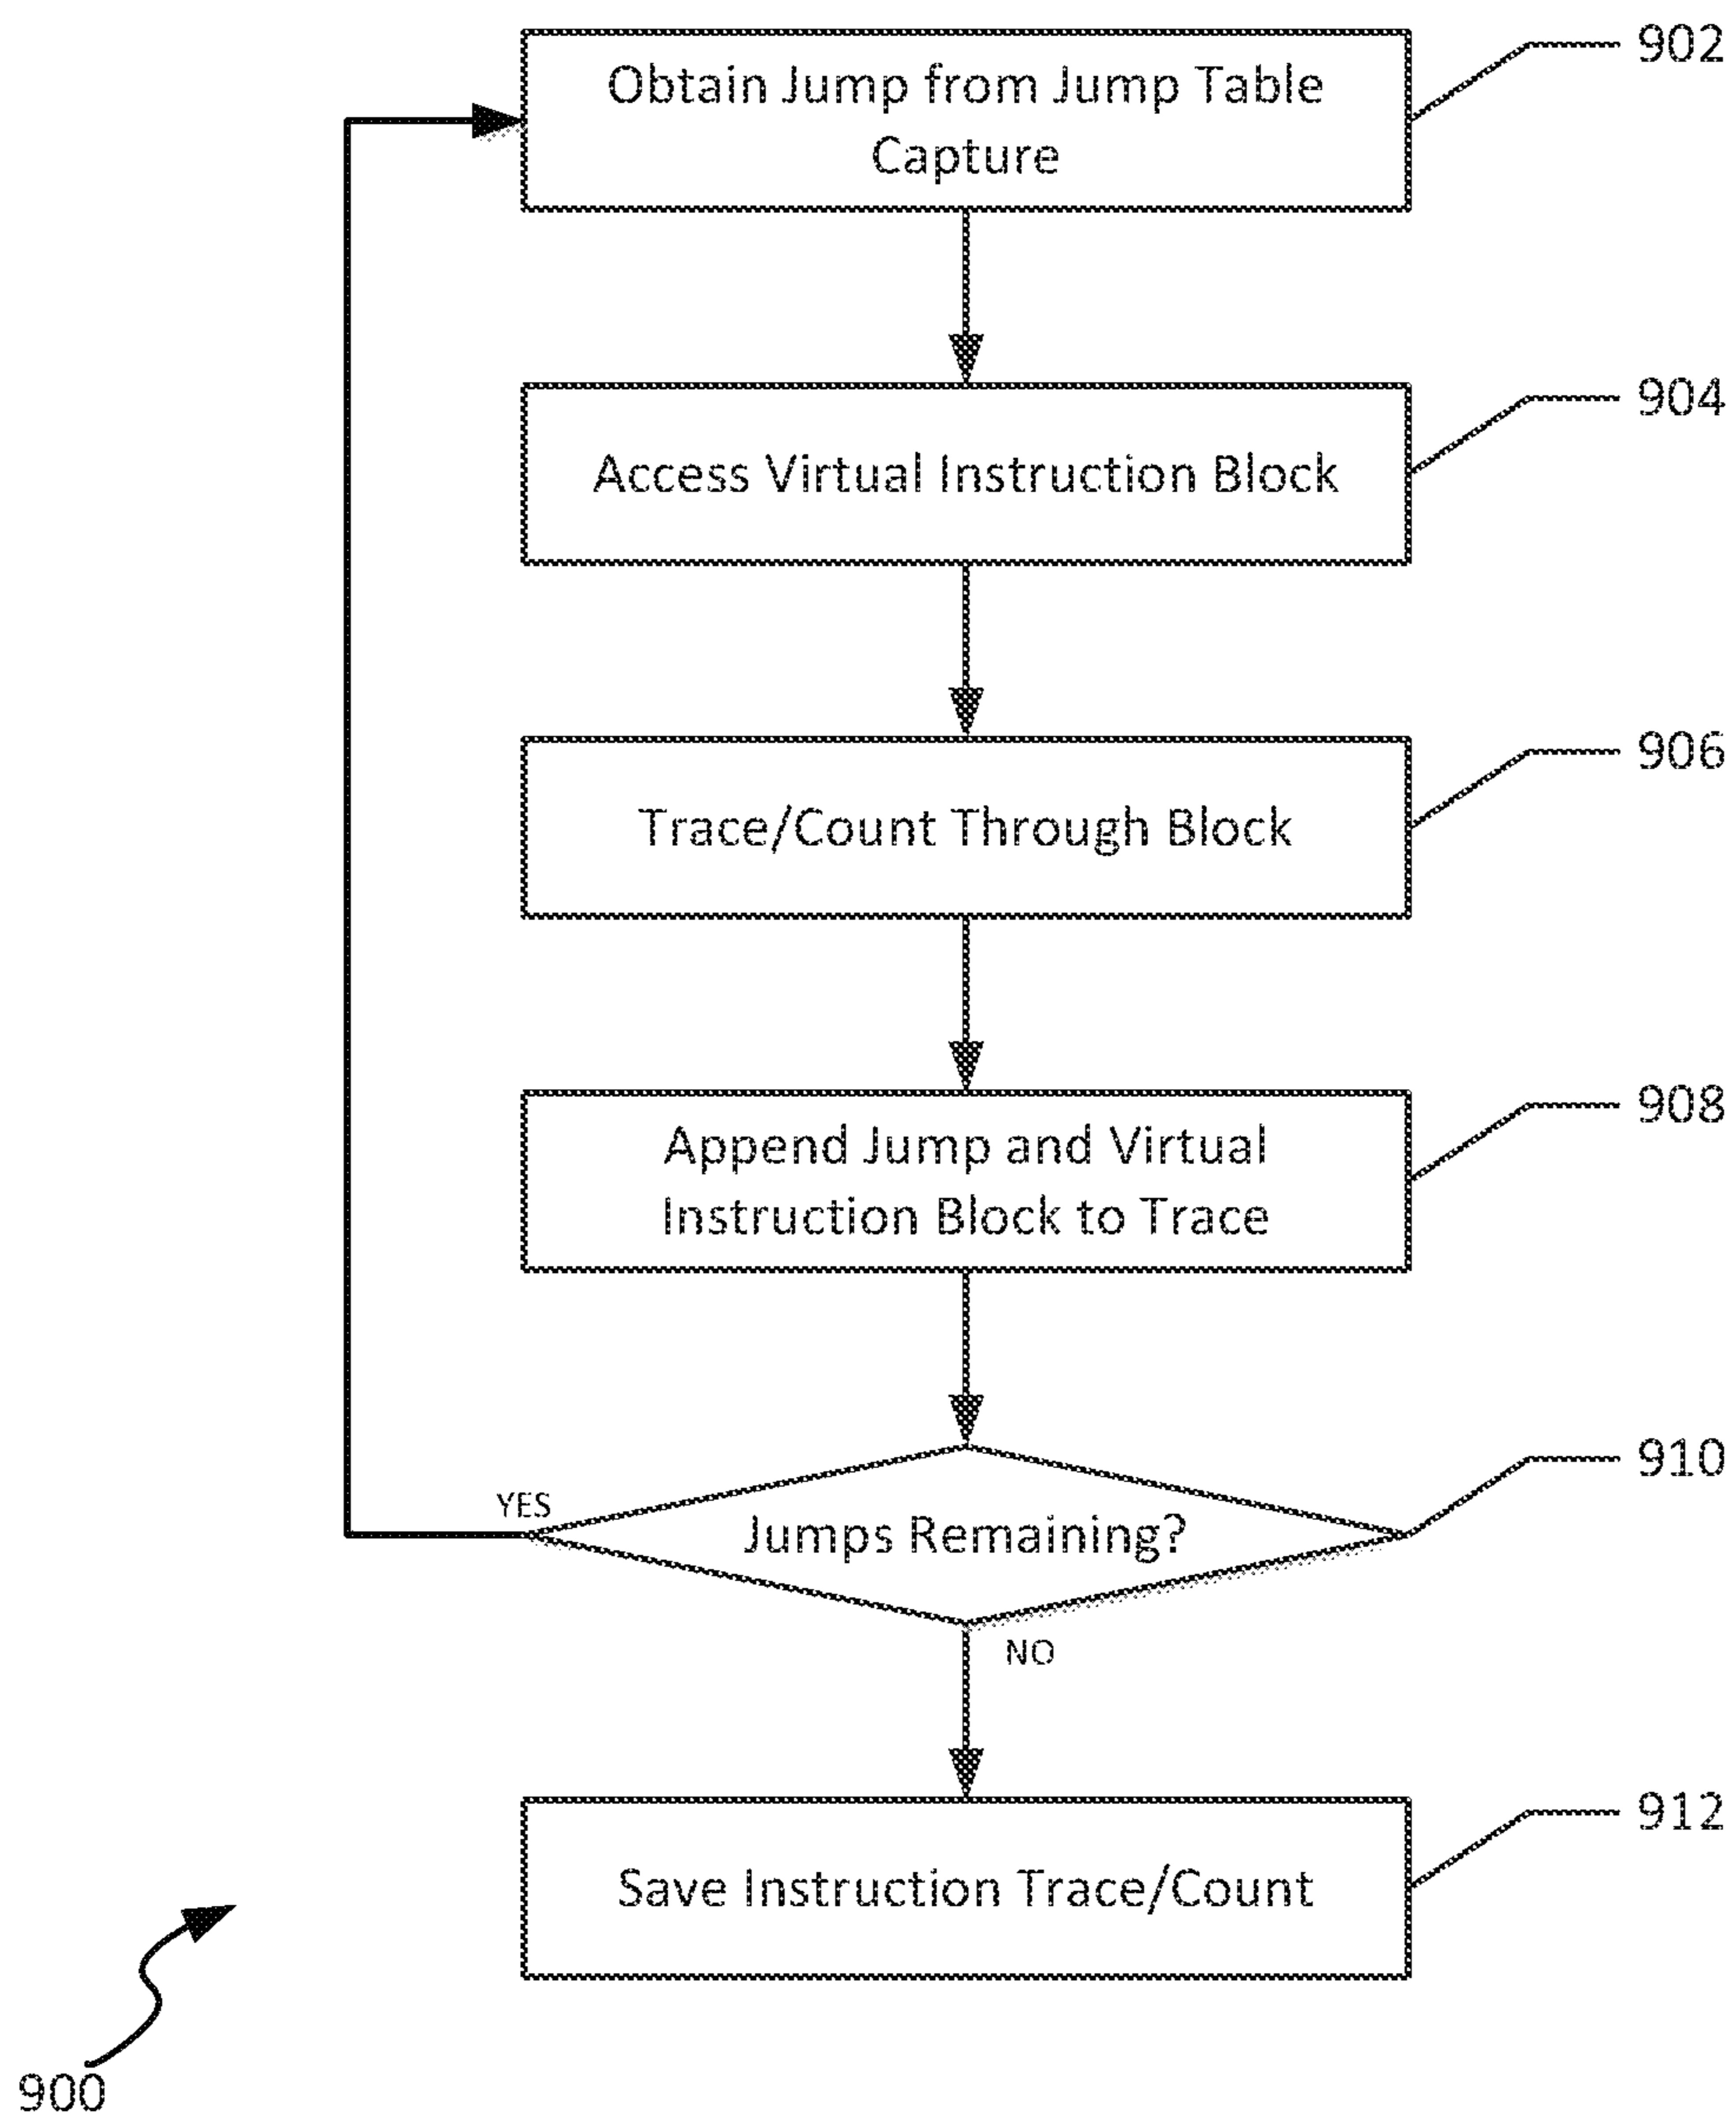 Obtain Jump from Jump Table
Capture
902
Access Virtual Instruction Block
904
Trace/Count Through Block
906
Append Jump and Virtual
Instruction Block to Trace
908
YES
Jumps Remaining?
910
NO
Save Instruction Trace/Count
912
900